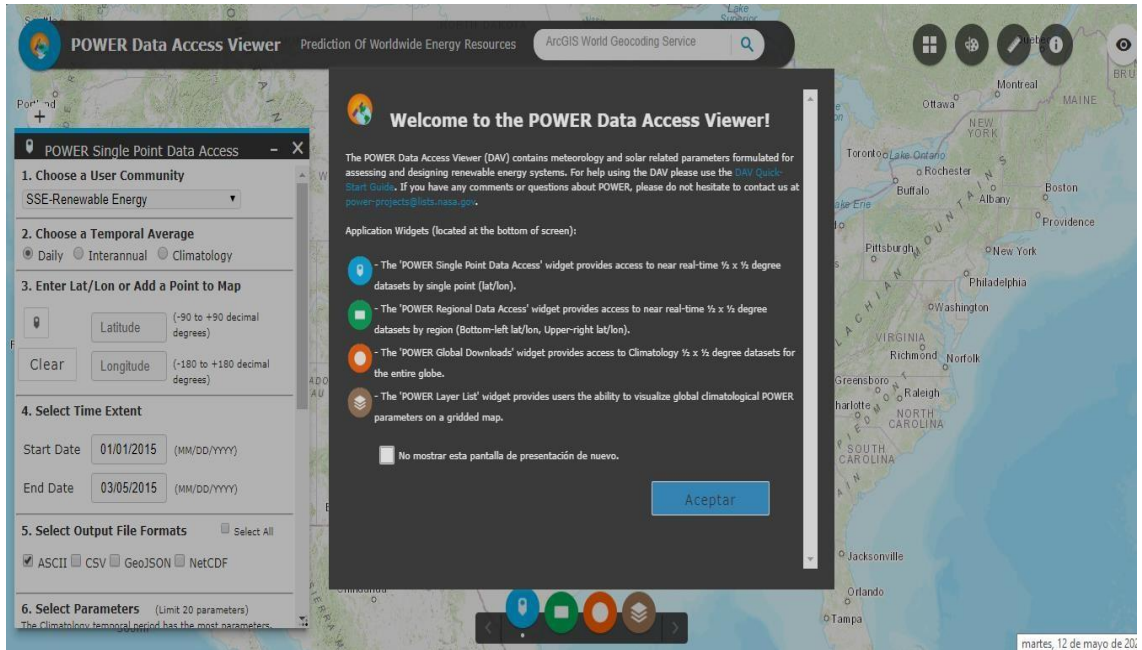 POWER Data Access Viewer Prediction Of Worldwide Energy Resources ArcGIS World Geocoding Service
POWER Single Point Data Access
1. Choose a User Community
SSE-Renewable Energy
2. Choose a Temporal Average
Daily Interannual Climatology
3. Enter Lat/Lon or Add a Point to Map
Latitude (-90 to +90 decimal
degrees)
Clear Longitude (-180 to +180 decimal
degrees)
4. Select Time Extent
Start Date 01/01/2015 (MM/DD/YYYY)
End Date 03/05/2015 (MM/DD/YYYY)
5. Select Output File Formats Select All
ASCII CSV GeoJSON NetCDF
6. Select Parameters (Limit 20 parameters)
The Climatology temporal period has the most parameters.
Welcome to the POWER Data Access Viewer!
The POWER Data Access Viewer (DAV) contains meteorology and solar related parameters formulated for
assessing and designing renewable energy systems. For help using the DAV please use the DAV Quick-
Start Guide. If you have any comments or questions about POWER, please do not hesitate to contact us at
power-projects@lists.nasa.gov.
Application Widgets (located at the bottom of screen):
- The 'POWER Single Point Data Access' widget provides access to near real-time ½ x ½ degree
datasets by single point (lat/lon).
- The 'POWER Regional Data Access' widget provides access to near real-time ½ x ½ degree
datasets by region (Bottom-left lat/lon, Upper-right lat/lon).
- The 'POWER Global Downloads' widget provides access to Climatology ½ x ½ degree datasets for
the entire globe.
- The 'POWER Layer List' widget provides users the ability to visualize global climatological POWER
parameters on a gridded map.
No mostrar esta pantalla de presentación de nuevo.
Aceptar
Lake
Superior
Montreal
Ottawa
MAINE
NEW
YORK
Toronto
Lake Ontario
Rochester
Buffalo
Albany
Boston
Providence
Pittsburgh
New York
Philadelphia
Washington
VIRGINIA
Richmond
Norfolk
Greensboro
Raleigh
NORTH
CAROLINA
SOUTH
CAROLINA
Jacksonville
Orlando
Tampa
martes, 12 de mayo de 202